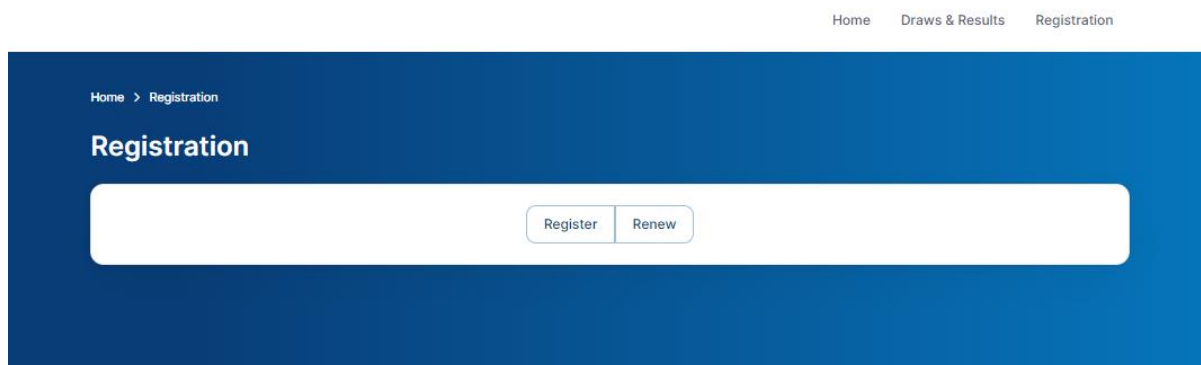 Home Draws & Results Registration
Home > Registration
Registration
Register Renew